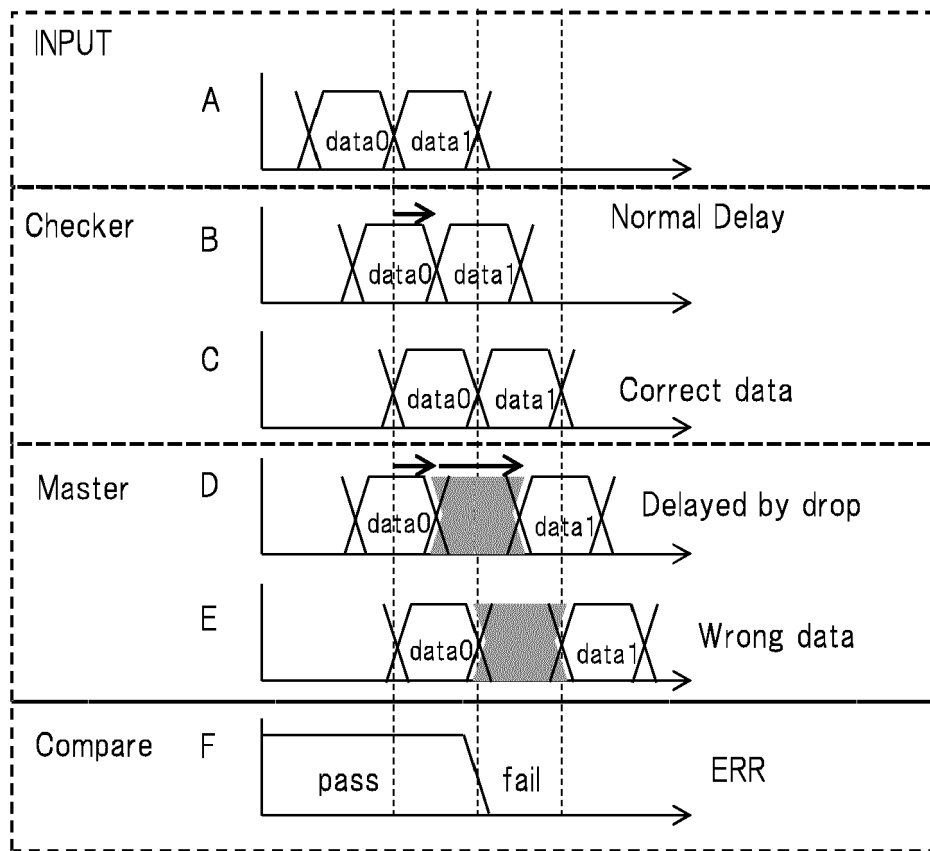 INPUT
A
data0 data1
Checker
B
Normal Delay
data0 data1
C
Correct data
data0 data1
Master
D
Delayed by drop
data0 data1
E
Wrong data
data0 data1
Compare
F
ERR
pass fail